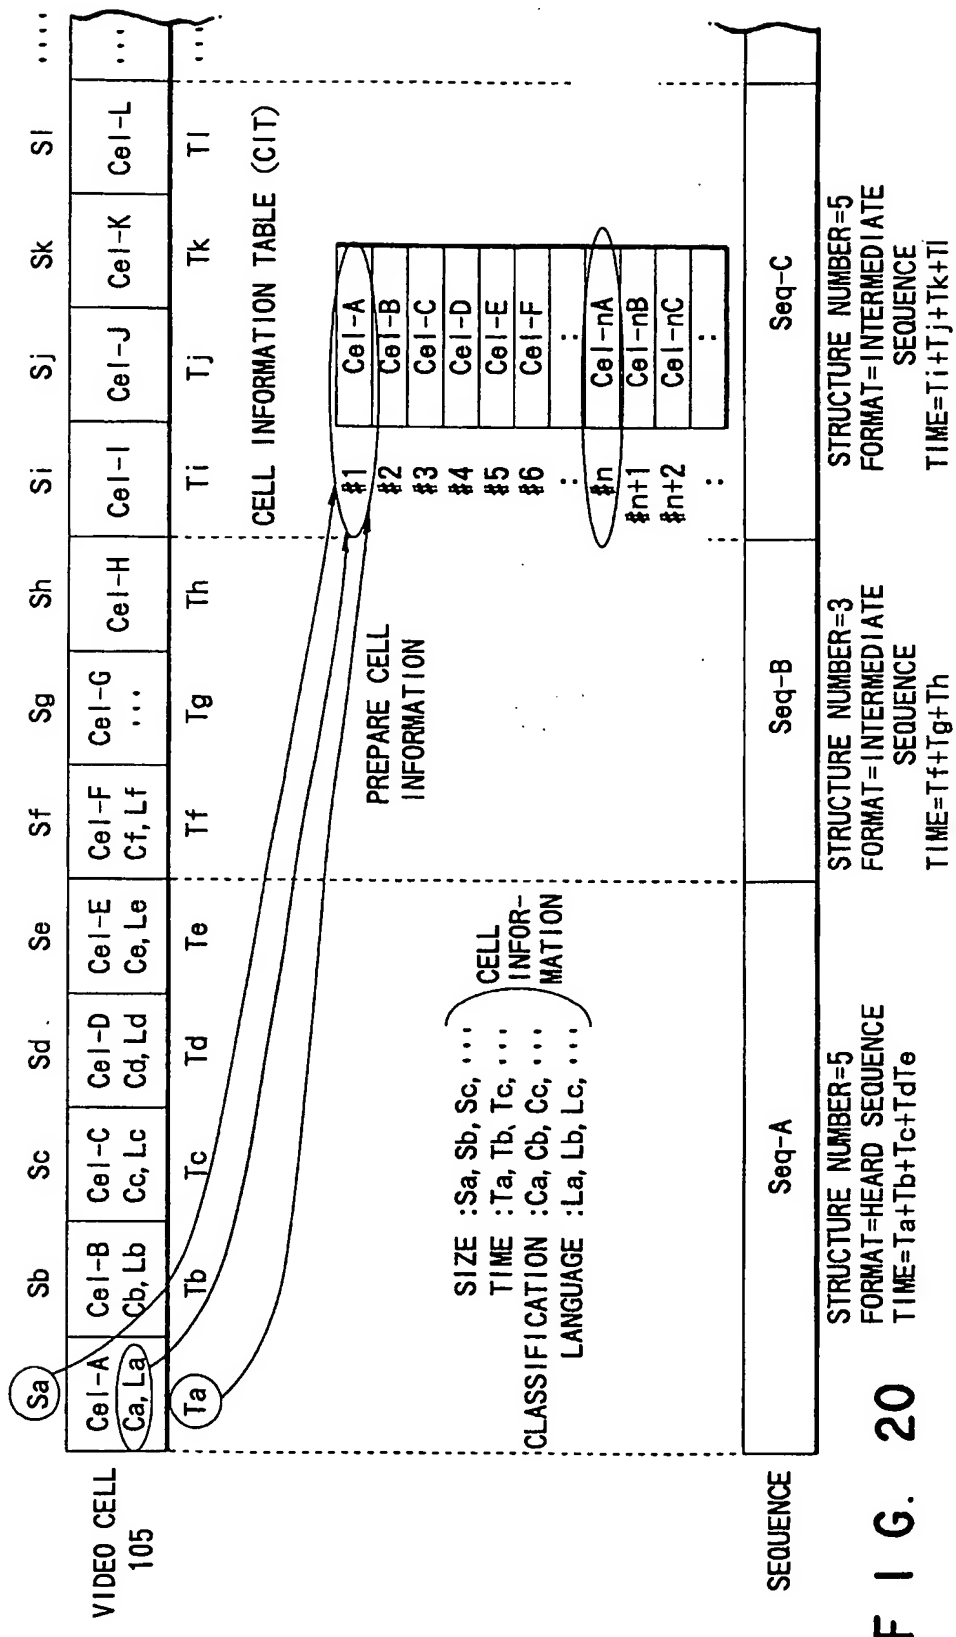 Sa Sb Sc Sd Se Sf Sg Sh Si Sj Sk Sl ....
VIDEO CELL
105
Cel-A Cel-B Cel-C Cel-D Cel-E Cel-F Cel-G Cel-H Cel-I Cel-J Cel-K Cel-L ...
Ca, La Cb, Lb Cc, Lc Cd, Ld Ce, Le Cf, Lf ...
Ta Tb Tc Td Te Tf Tg Th Ti Tj Tk Tl ...
CELL INFORMATION TABLE (CIT)
PREPARE CELL
INFORMATION
#1 Cel-A
#2 Cel-B
#3 Cel-C
#4 Cel-D
#5 Cel-E
#6 Cel-F
: :
#n Cel-nA
#n+1 Cel-nB
#n+2 Cel-nC
: :
SIZE :Sa, Sb, Sc, ...
TIME :Ta, Tb, Tc, ...
CLASSIFICATION :Ca, Cb, Cc, ...
LANGUAGE :La, Lb, Lc, ...
CELL
INFOR-
MATION
SEQUENCE
Seq-A Seq-B Seq-C
STRUCTURE NUMBER=5
FORMAT=HEARD SEQUENCE
TIME=Ta+Tb+Tc+TdTe
STRUCTURE NUMBER=3
FORMAT=INTERMEDIATE
SEQUENCE
TIME=Tf+Tg+Th
STRUCTURE NUMBER=5
FORMAT=INTERMEDIATE
SEQUENCE
TIME=Ti+Tj+Tk+Tl
FIG. 20